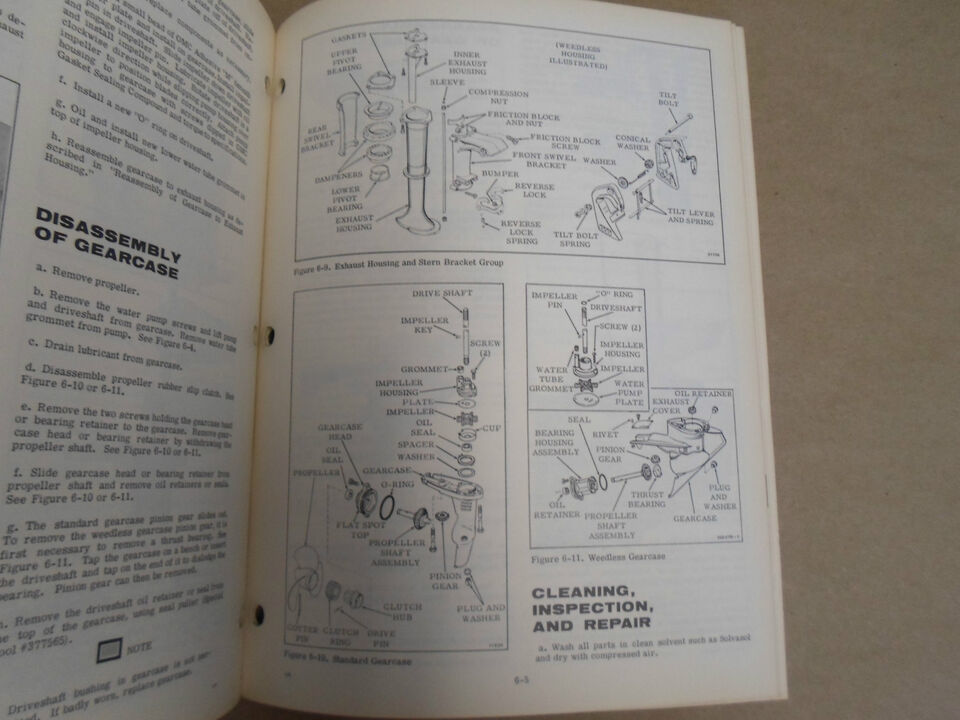 replace components as necessary.
of OMC Adhesive "M"
f. Install a new "O" ring on driveshaft.
g. Oil and install new lower water tube grommet in
top of impeller housing.
h. Reassemble gearcase to exhaust housing as de-
scribed in "Reassembly of Gearcase to Exhaust
Housing."
DISASSEMBLY
OF GEARCASE
a. Remove propeller.
b. Remove the water pump screws and lift pump
and driveshaft from gearcase. Remove water tube
grommet from pump. See Figure 6-4.
c. Drain lubricant from gearcase.
d. Disassemble propeller rubber slip clutch. See
Figure 6-10 or 6-11.
e. Remove the two screws holding the gearcase head
or bearing retainer to the gearcase. Remove gear-
case head or bearing retainer by withdrawing the
propeller shaft. See Figure 6-10 or 6-11.
f. Slide gearcase head or bearing retainer from
propeller shaft and remove oil retainers or seals.
See Figure 6-10 or 6-11.
g. The standard gearcase pinion gear slides out.
To remove the weedless gearcase pinion gear, it is
first necessary to remove a thrust bearing. See
Figure 6-11. Tap the gearcase on a bench or insert
the driveshaft and tap on the end of it to dislodge the
bearing. Pinion gear can then be removed.
Remove the driveshaft oil retainer or seal from
the top of the gearcase, using seal puller (Special
#377565).
NOTE
Driveshaft bushing in gearcase is not
If badly worn, replace gearcase.
GASKETS
UPPER
PIVOT
BEARING
INNER
EXHAUST
HOUSING
(WEEDLESS
HOUSING
ILLUSTRATED)
SLEEVE
COMPRESSION
NUT
TILT
BOLT
FRICTION BLOCK
AND NUT
REAR
SWIVEL
BRACKET
FRICTION BLOCK
SCREW
CONICAL
WASHER
FRONT SWIVEL
BRACKET
WASHER
DAMPENERS
BUMPER
REVERSE
LOCK
LOWER
PIVOT
BEARING
EXHAUST
HOUSING
REVERSE
LOCK
SPRING
TILT BOLT
SPRING
TILT LEVER
AND SPRING
Figure 6-9. Exhaust Housing and Stern Bracket Group
DRIVE SHAFT
IMPELLER
KEY
SCREW
(2)
GROMMET
IMPELLER
HOUSING
PLATE
IMPELLER
OIL
SEAL
CUP
SPACER
WASHER
GEARCASE
HEAD
OIL
SEAL
PROPELLER
GEARCASE
O-RING
FLAT SPOT
TOP
PROPELLER
SHAFT
ASSEMBLY
PINION
GEAR
PLUG AND
WASHER
CLUTCH
HUB
COTTER
PIN
CLUTCH
RING
DRIVE
PIN
Figure 6-10. Standard Gearcase
IMPELLER
PIN
"O" RING
DRIVESHAFT
SCREW (2)
IMPELLER
HOUSING
WATER
TUBE
GROMMET
IMPELLER
WATER
PUMP
PLATE
OIL RETAINER
EXHAUST
COVER
SEAL
RIVET
BEARING
HOUSING
ASSEMBLY
PINION
GEAR
OIL
RETAINER
THRUST
BEARING
PROPELLER
SHAFT
ASSEMBLY
GEARCASE
PLUG
AND
WASHER
Figure 6-11. Weedless Gearcase
CLEANING,
INSPECTION,
AND REPAIR
a. Wash all parts in clean solvent such as Solvasol
and dry with compressed air.
6-5